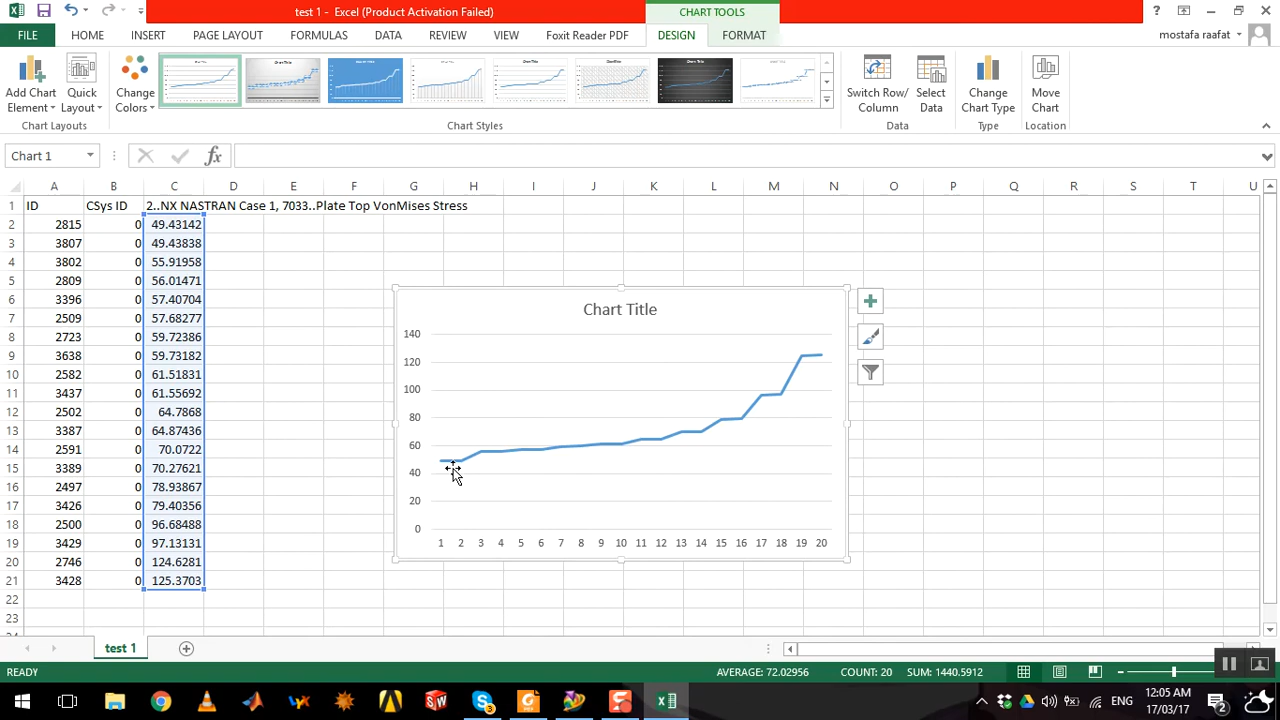 test 1 - Excel (Product Activation Failed)
CHART TOOLS
?
FILE HOME INSERT PAGE LAYOUT FORMULAS DATA REVIEW VIEW Foxit Reader PDF DESIGN FORMAT mostafa raafat
Add Chart Element
Quick Layout
Change Colors
Switch Row/ Column
Select Data
Change Chart Type
Move Chart
Chart Layouts Chart Styles Data Type Location
Chart 1 fx
A B C D E F G H I J K L M N O P Q R S T U
1 ID CSys ID 2..NX NASTRAN Case 1, 7033..Plate Top VonMises Stress
2 2815 0 49.43142
3 3807 0 49.43838
4 3802 0 55.91958
5 2809 0 56.01471
6 3396 0 57.40704
7 2509 0 57.68277
8 2723 0 59.72386
9 3638 0 59.73182
10 2582 0 61.51831
11 3437 0 61.55692
12 2502 0 64.7868
13 3387 0 64.87436
14 2591 0 70.0722
15 3389 0 70.27621
16 2497 0 78.93867
17 3426 0 79.40356
18 2500 0 96.68488
19 3429 0 97.13131
20 2746 0 124.6281
21 3428 0 125.3703
22
23
Chart Title
140
120
100
80
60
40
20
0
1 2 3 4 5 6 7 8 9 10 11 12 13 14 15 16 17 18 19 20
test 1
READY AVERAGE: 72.02956 COUNT: 20 SUM: 1440.5912
ENG 12:05 AM
17/03/17
2